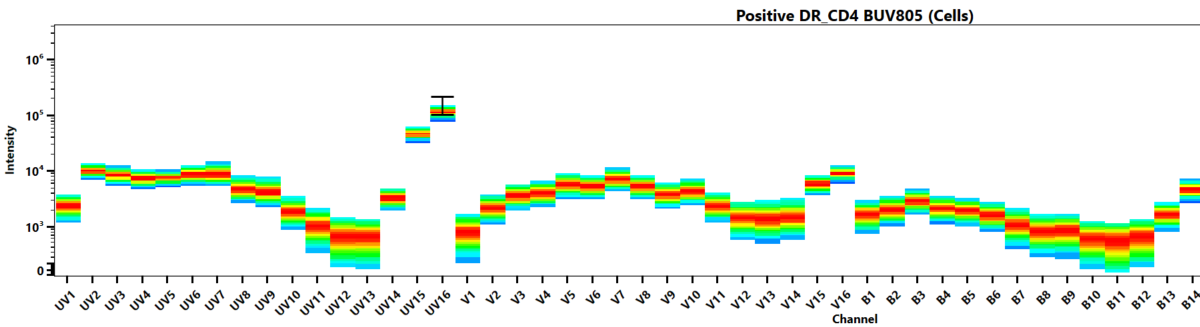 Positive DR_CD4 BUV805 (Cells)
Intensity
10⁶
10⁵
10⁴
10³
0
UV1 UV2 UV3 UV4 UV5 UV6 UV7 UV8 UV9 UV10 UV11 UV12 UV13 UV14 UV15 UV16 V1 V2 V3 V4 V5 V6 V7 V8 V9 V10 V11 V12 V13 V14 V15 V16 B1 B2 B3 B4 B5 B6 B7 B8 B9 B10 B11 B12 B13 B14
Channel